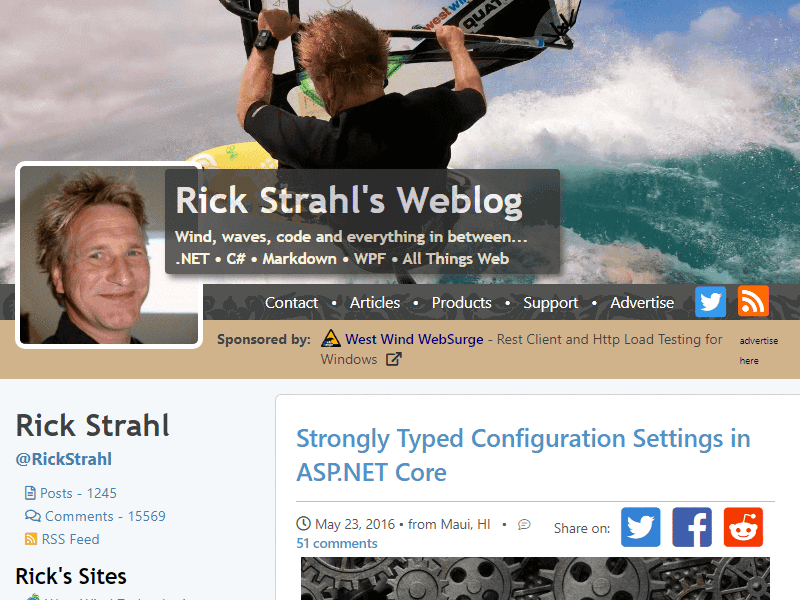 west wi
QUAT
Rick Strahl's Weblog
Wind, waves, code and everything in between...
.NET • C# • Markdown • WPF • All Things Web
Contact • Articles • Products • Support • Advertise
Sponsored by: West Wind WebSurge - Rest Client and Http Load Testing for
Windows
advertise
here
Rick Strahl
@RickStrahl
Posts - 1245
Comments - 15569
RSS Feed
Rick's Sites
Strongly Typed Configuration Settings in
ASP.NET Core
May 23, 2016 • from Maui, HI •
51 comments
Share on: